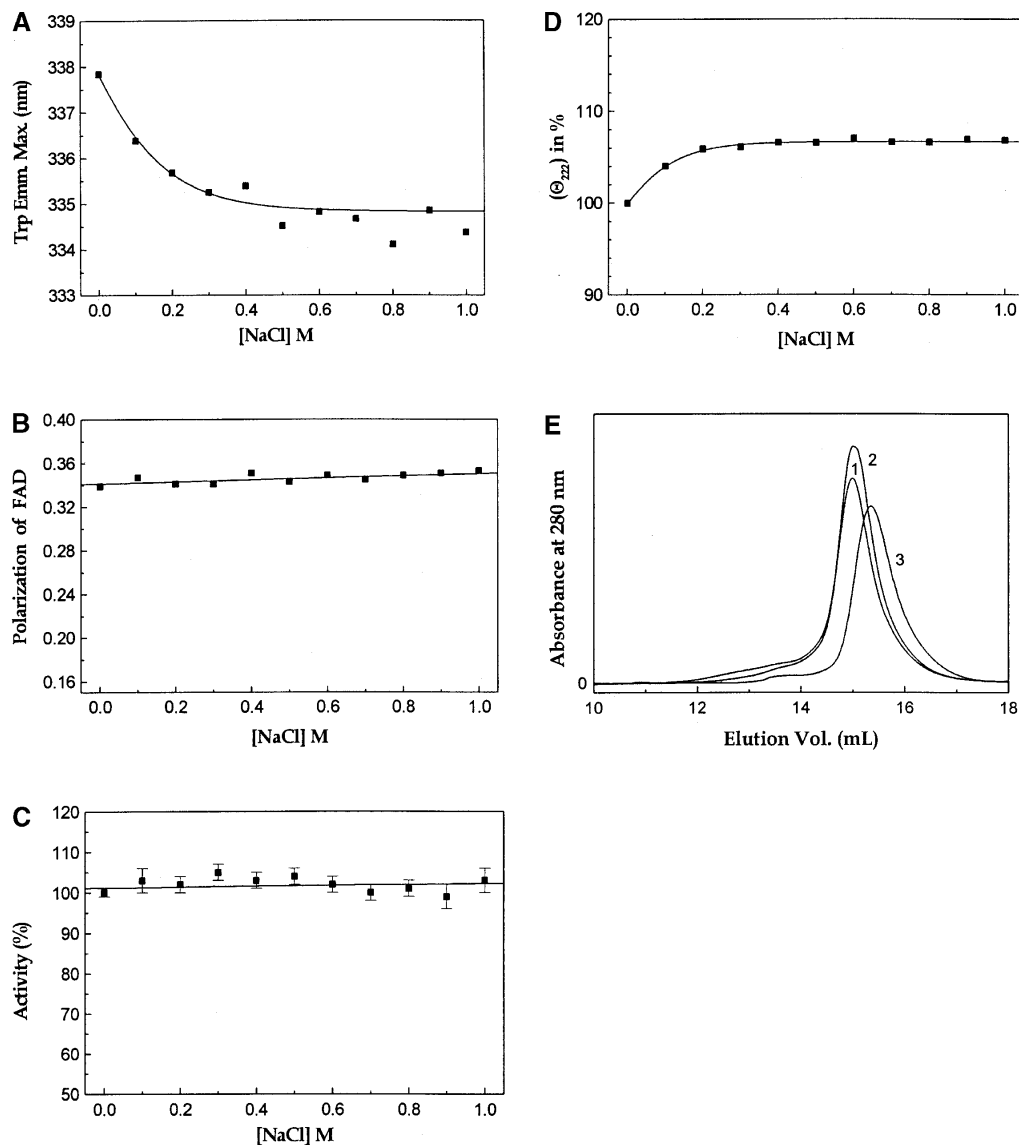 A
Trp Emm. Max. (nm)
339
338
337
336
335
334
333
0.0 0.2 0.4 0.6 0.8 1.0
[NaCl] M
D
(Θ222) in %
120
110
100
90
0.0 0.2 0.4 0.6 0.8 1.0
[NaCl] M
B
Polarization of FAD
0.40
0.36
0.32
0.28
0.24
0.20
0.16
0.0 0.2 0.4 0.6 0.8 1.0
[NaCl] M
E
Absorbance at 280 nm
0
1
2
3
10 12 14 16 18
Elution Vol. (mL)
C
Activity (%)
120
110
100
90
80
70
60
50
0.0 0.2 0.4 0.6 0.8 1.0
[NaCl] M